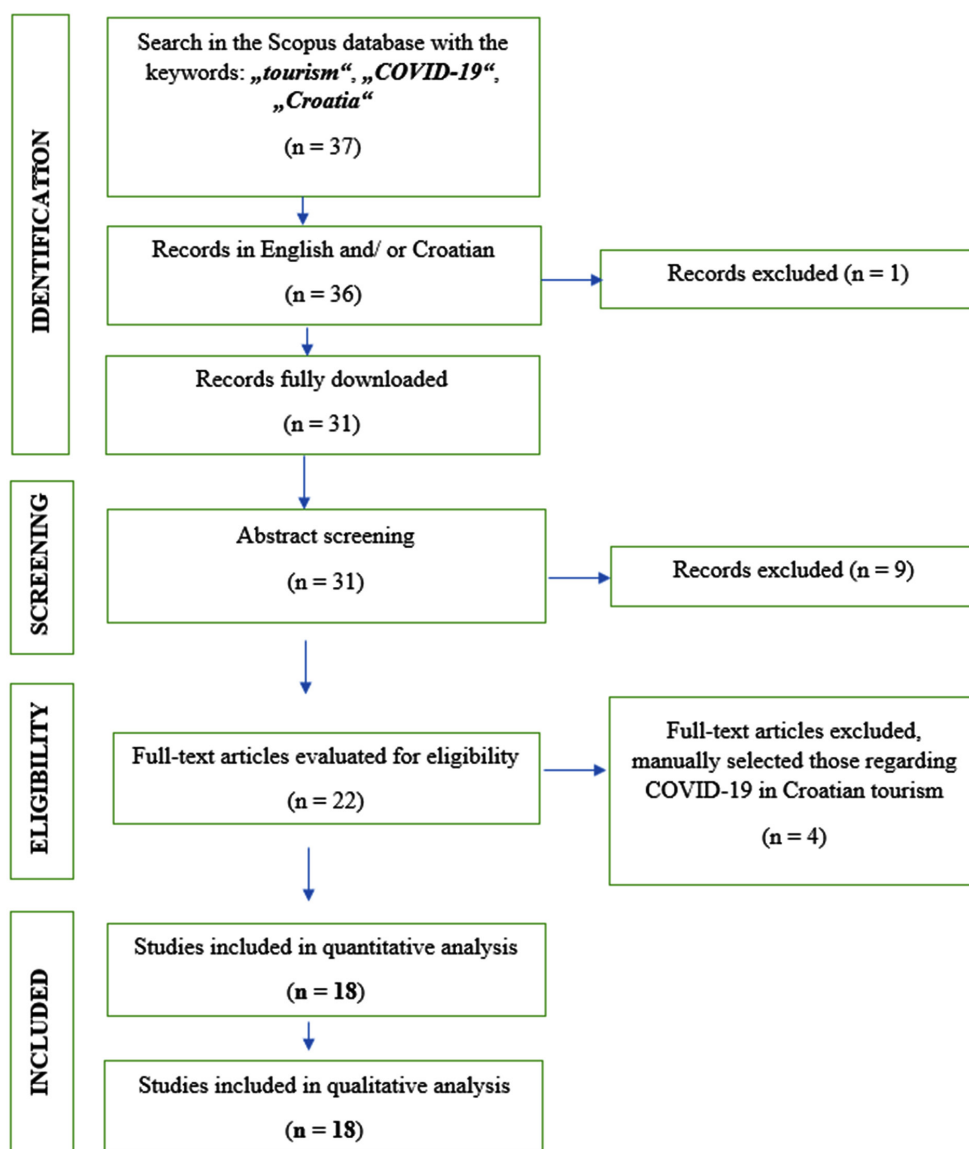 IDENTIFICATION
Search in the Scopus database with the
keywords: „tourism“, „COVID-19“,
„Croatia“
(n = 37)
Records in English and/ or Croatian
(n = 36)
Records excluded (n = 1)
Records fully downloaded
(n = 31)
SCREENING
Abstract screening
(n = 31)
Records excluded (n = 9)
ELIGIBILITY
Full-text articles evaluated for eligibility
(n = 22)
Full-text articles excluded,
manually selected those regarding
COVID-19 in Croatian tourism
(n = 4)
INCLUDED
Studies included in quantitative analysis
(n = 18)
Studies included in qualitative analysis
(n = 18)